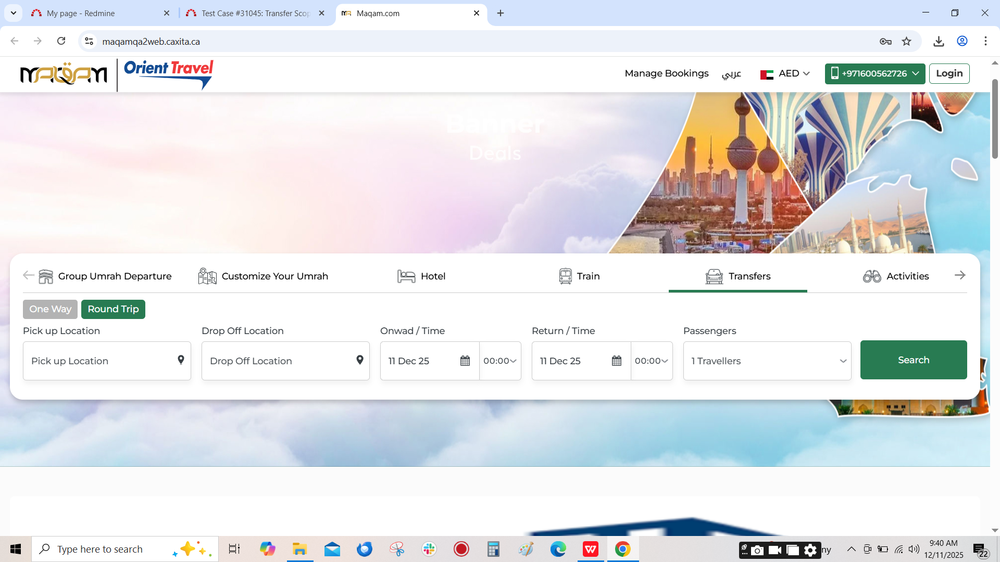 My page - Redmine
Test Case #31045: Transfer Scop
Maqam.com
maqamqa2web.caxita.ca
MAQAM
Orient Travel
Manage Bookings
عربي
AED
+971600562726
Login
Banner
Deals
Group Umrah Departure
Customize Your Umrah
Hotel
Train
Transfers
Activities
One Way
Round Trip
Pick up Location
Drop Off Location
Onwad / Time
Return / Time
Passengers
Pick up Location
Drop Off Location
11 Dec 25
00:00
11 Dec 25
00:00
1 Travellers
Search
Type here to search
ny
9:40 AM
12/11/2025
22